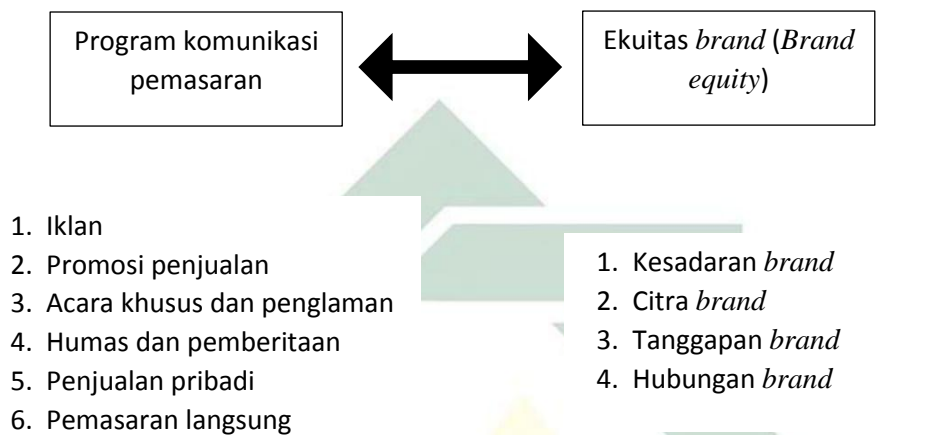 Program komunikasi
pemasaran
Ekuitas brand (Brand
equity)
1. Iklan
2. Promosi penjualan
3. Acara khusus dan penglaman
4. Humas dan pemberitaan
5. Penjualan pribadi
6. Pemasaran langsung
1. Kesadaran brand
2. Citra brand
3. Tanggapan brand
4. Hubungan brand